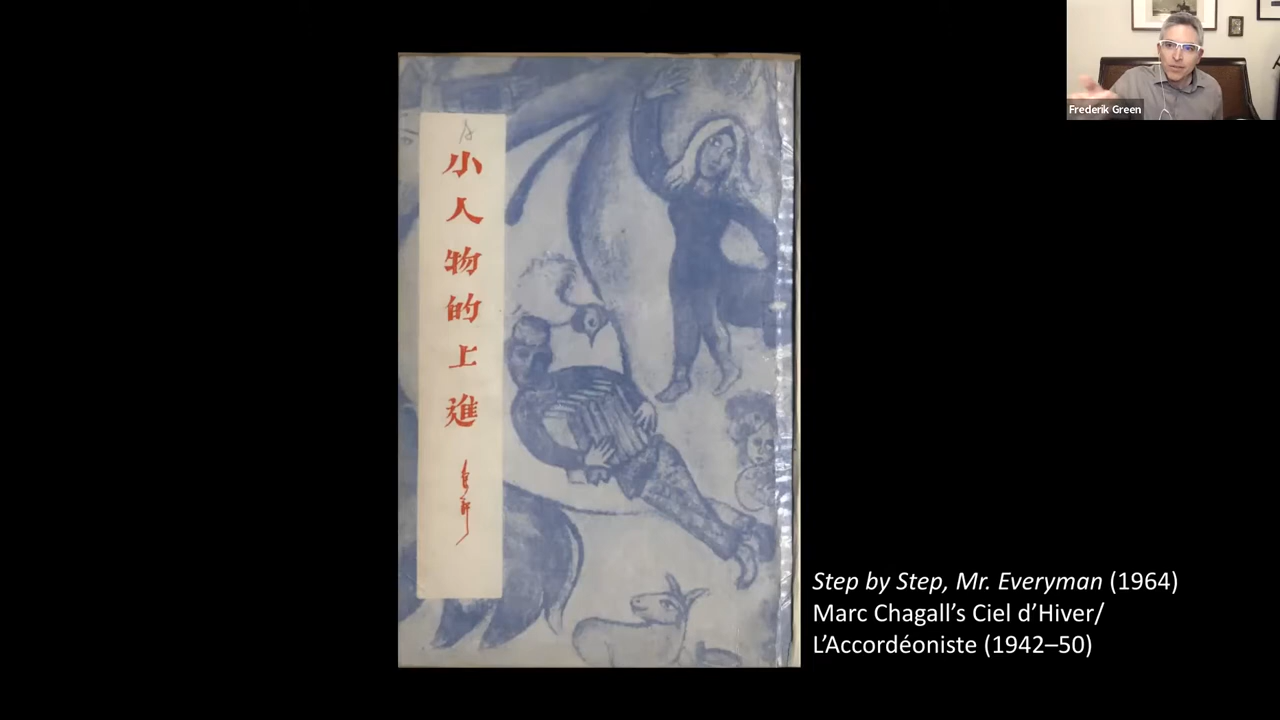 Frederik Green
小人物的上進
Step by Step, Mr. Everyman (1964)
Marc Chagall’s Ciel d’Hiver/
L’Accordéoniste (1942–50)